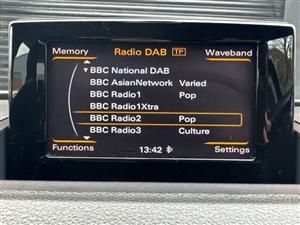 Memory Radio DAB TP Waveband
▼ BBC National DAB
BBC AsianNetwork Varied
BBC Radio1 Pop
BBC Radio1Xtra
BBC Radio2 Pop
BBC Radio3 Culture
Functions 13:42 Settings